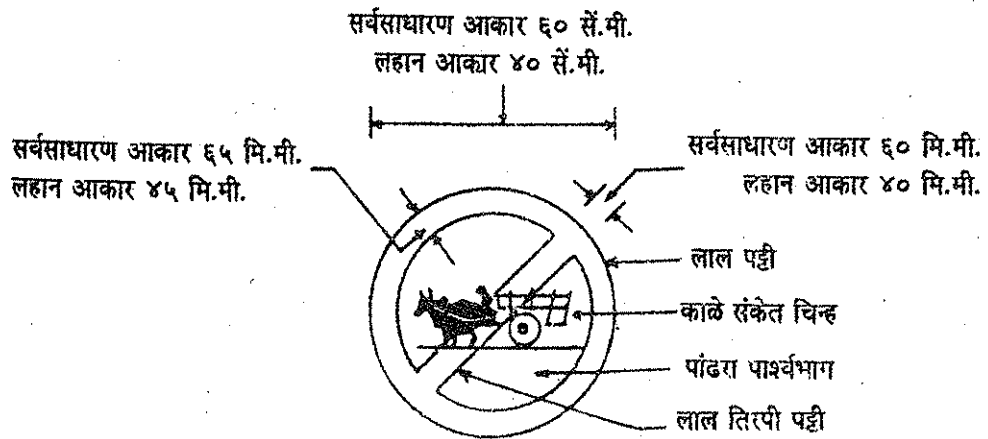 सर्वसाधारण आकार ६० सें.मी.
लहान आकार ४० सें.मी.
सर्वसाधारण आकार ६५ मि.मी.
लहान आकार ४५ मि.मी.
सर्वसाधारण आकार ६० मि.मी.
लहान आकार ४० मि.मी.
लाल पट्टी
काळे संकेत चिन्ह
पांढरा पार्श्वभाग
लाल तिरपी पट्टी